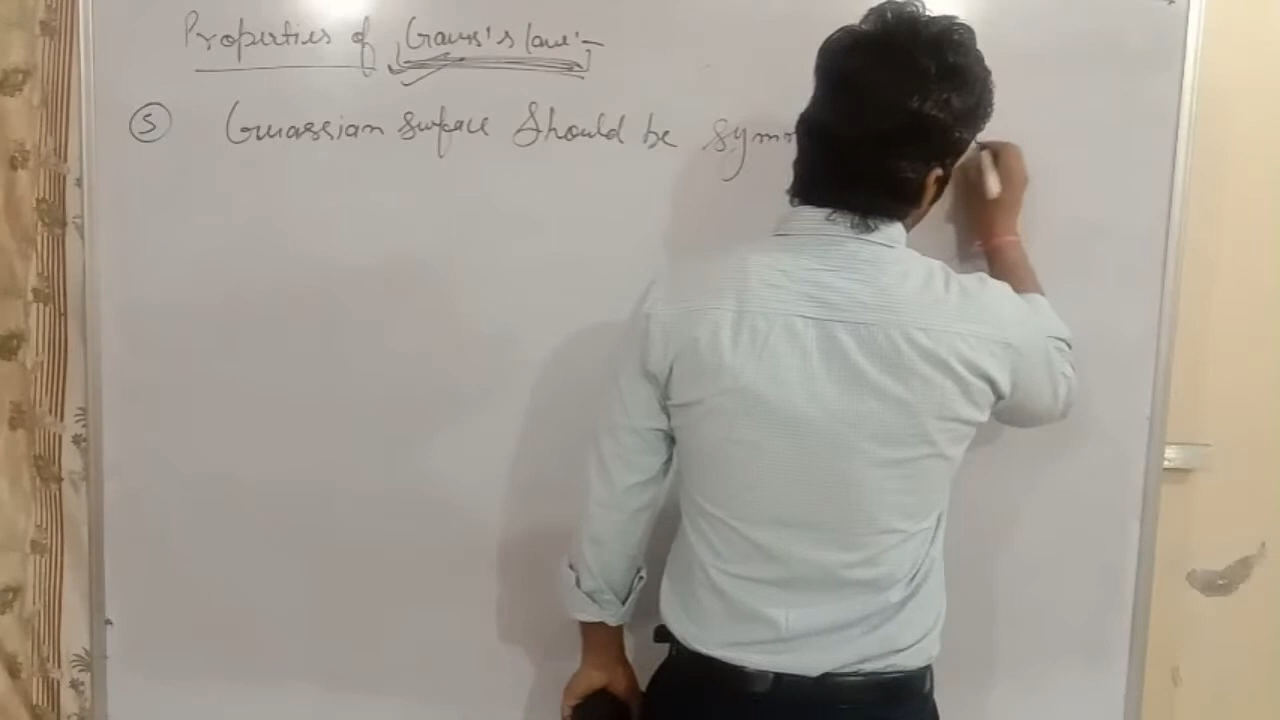 Properties of Gauss's law:-
(5) Guassian surface should be symm